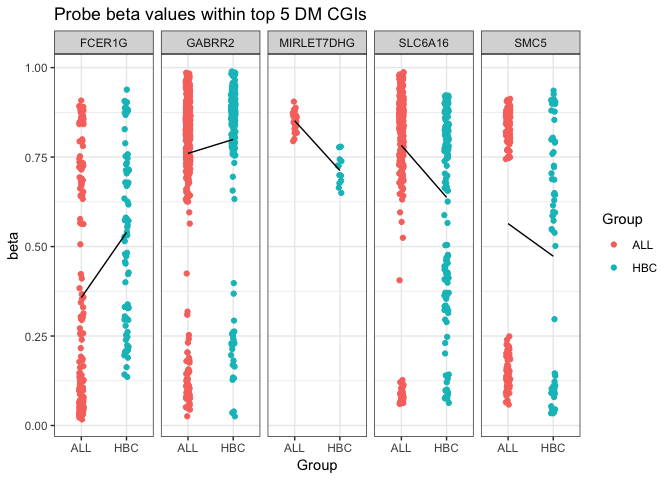 Probe beta values within top 5 DM CGIs
FCER1G GABRR2 MIRLET7DHG SLC6A16 SMC5
1.00
0.75
0.50
0.25
0.00
beta
ALL HBC ALL HBC ALL HBC ALL HBC ALL HBC
Group
Group
ALL
HBC